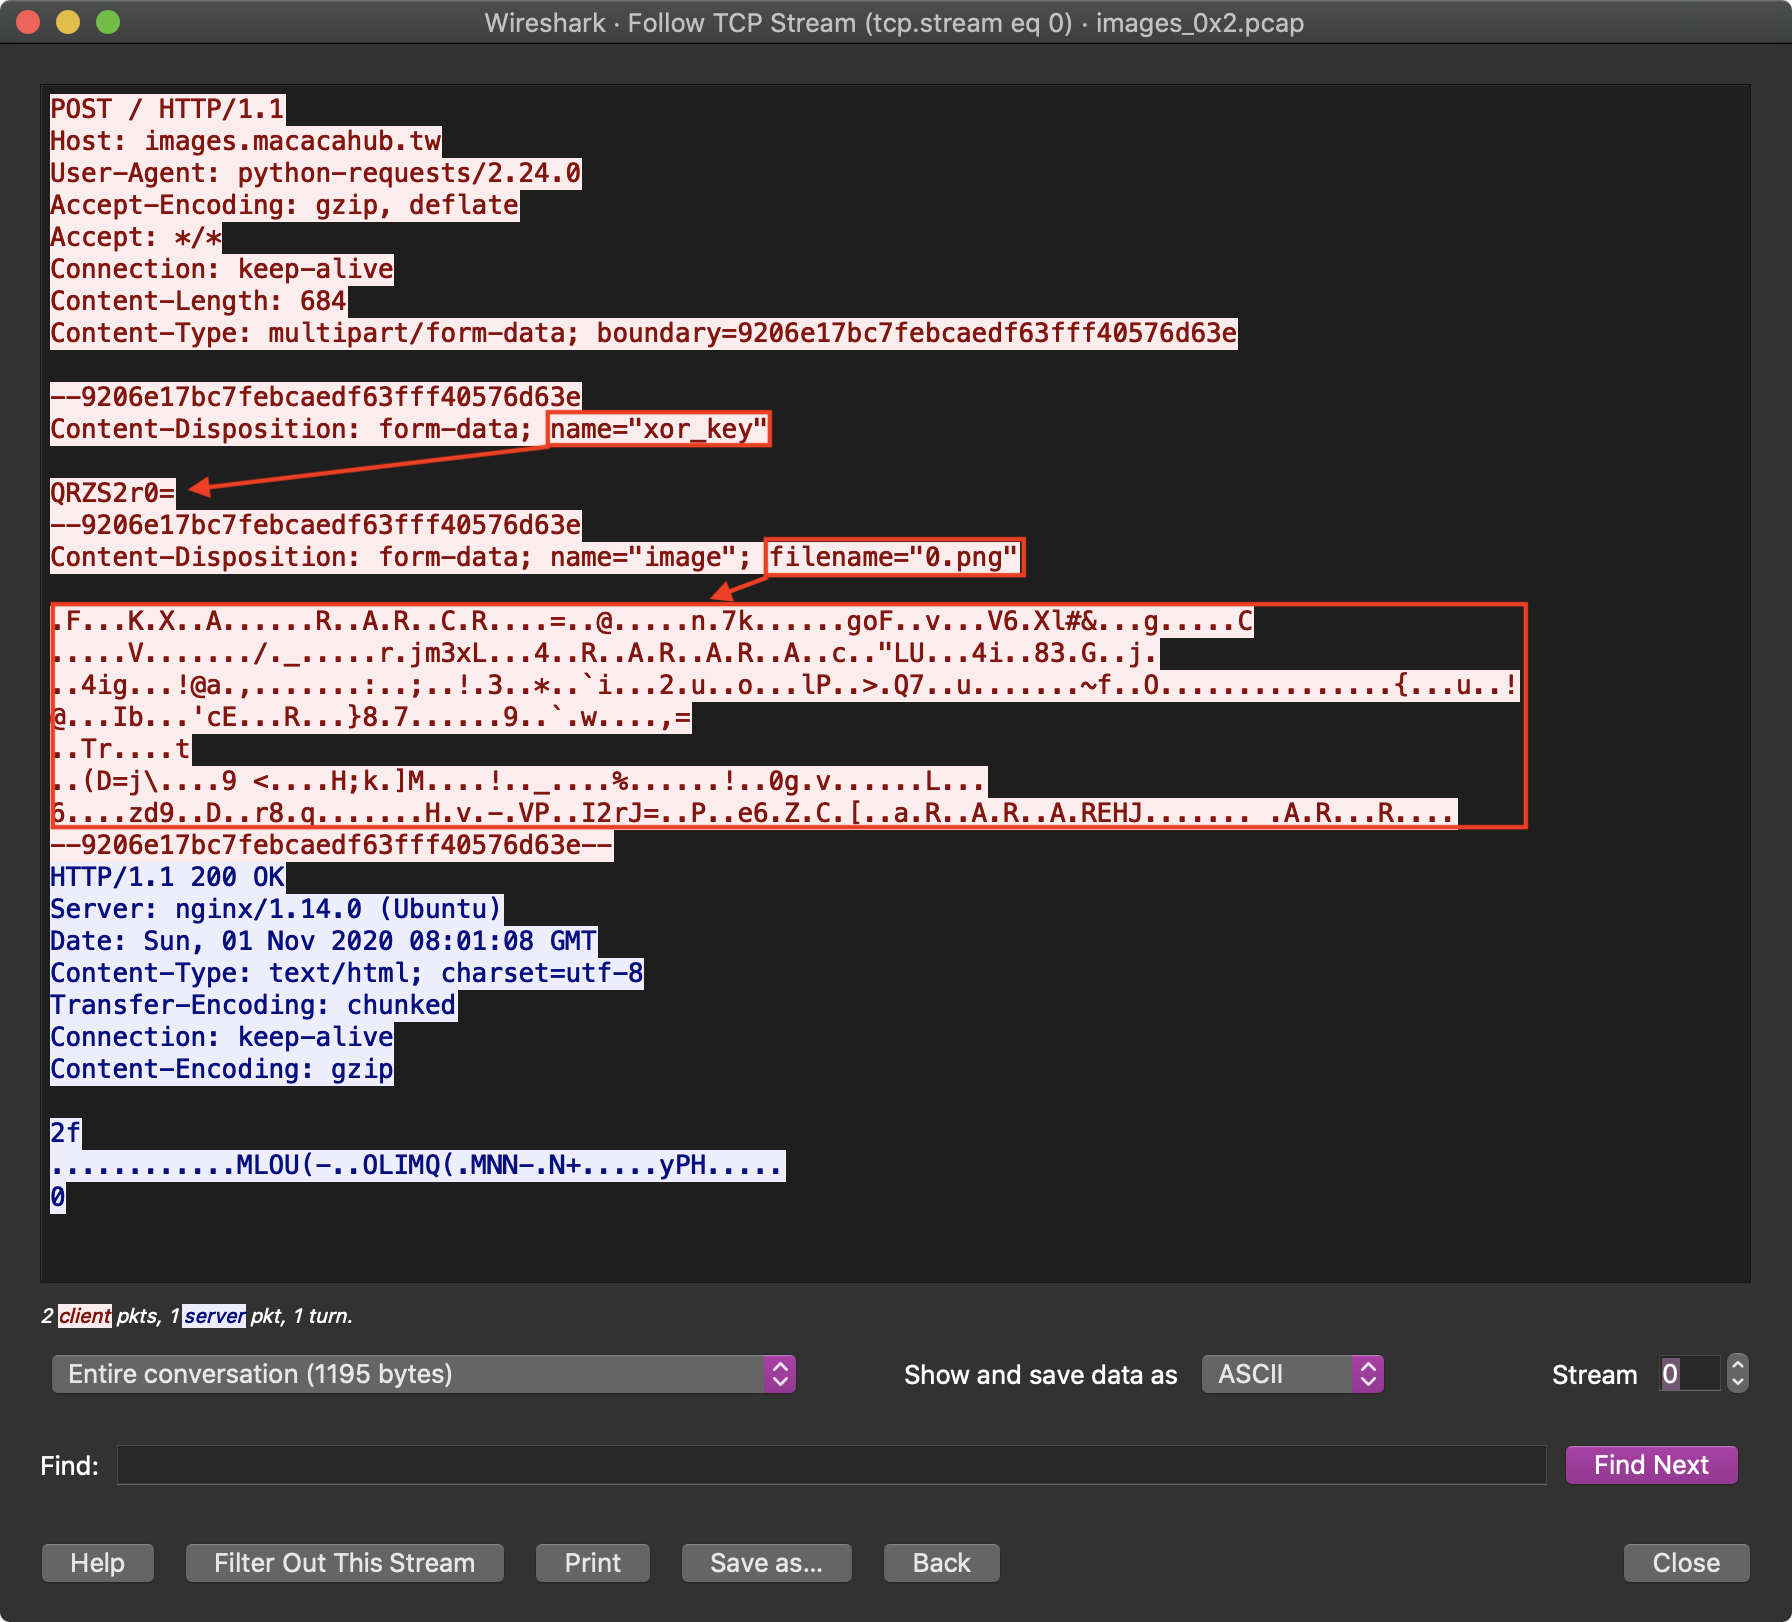 Wireshark · Follow TCP Stream (tcp.stream eq 0) · images_0x2.pcap
POST / HTTP/1.1
Host: images.macacahub.tw
User-Agent: python-requests/2.24.0
Accept-Encoding: gzip, deflate
Accept: */*
Connection: keep-alive
Content-Length: 684
Content-Type: multipart/form-data; boundary=9206e17bc7febcaedf63fff40576d63e
--9206e17bc7febcaedf63fff40576d63e
Content-Disposition: form-data; name="xor_key"
QRZS2r0=
--9206e17bc7febcaedf63fff40576d63e
Content-Disposition: form-data; name="image"; filename="0.png"
.F...K.X..A......R..A.R..C.R....=..@.....n.7k......goF..v...V6.Xl#&...g.....C
.....V......./._.....r.jm3xL...4..R..A.R..A.R..A..c.."LU...4i..83.G..j.
..4ig...!@a.,.......:..;..!.3..*..`i...2.u..o...lP..>.Q7..u.......~f..O...............{...u..!
@...Ib...'cE...R...}8.7......9..`.w....,=
..Tr....t
..(D=j\....9 <....H;k.]M....!.._....%......!..0g.v......L...
6....zd9..D..r8.q.......H.v.-.VP..I2rJ=..P..e6.Z.C.[..a.R..A.R..A.REHJ....... .A.R...R....
--9206e17bc7febcaedf63fff40576d63e--
HTTP/1.1 200 OK
Server: nginx/1.14.0 (Ubuntu)
Date: Sun, 01 Nov 2020 08:01:08 GMT
Content-Type: text/html; charset=utf-8
Transfer-Encoding: chunked
Connection: keep-alive
Content-Encoding: gzip
2f
............MLOU(-..OLIMQ(.MNN-.N+.....yPH.....
0
2 client pkts, 1 server pkt, 1 turn.
Entire conversation (1195 bytes) Show and save data as ASCII Stream 0
Find: Find Next
Help Filter Out This Stream Print Save as... Back Close